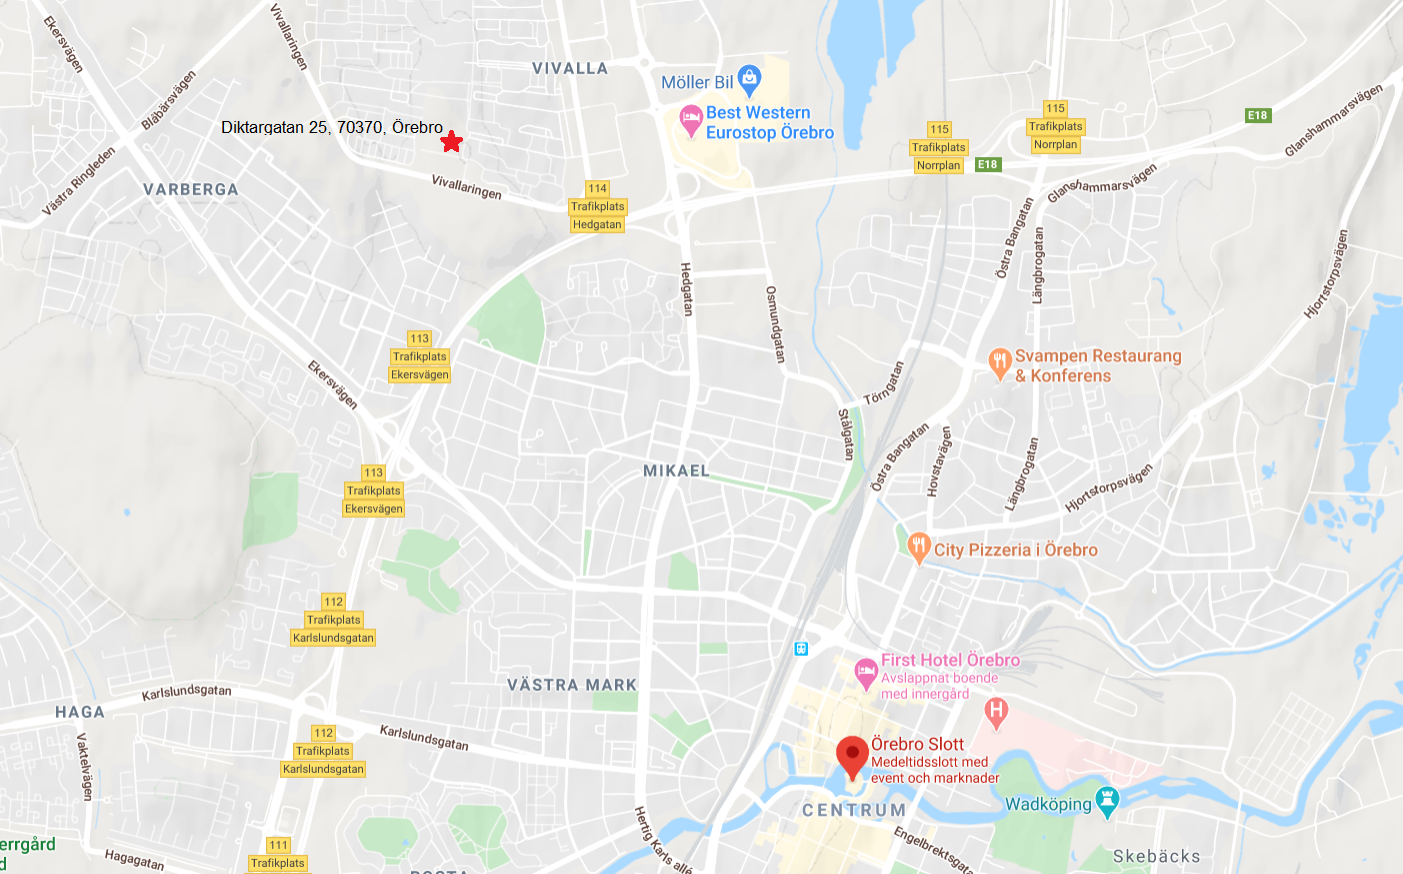 Ekersvägen
Vivallaringen
Blåbärsvägen
VIVALLA
Möller Bil
Best Western
Eurostop Örebro
115
Trafikplats
Norrplan
115
Trafikplats
Norrplan
E18
E18
Glanshammarsvägen
Diktargatan 25, 70370, Örebro
Västra Ringleden
VARBERGA
Vivallaringen
114
Trafikplats
Hedgatan
Glanshammarsvägen
Östra Bangatan
Längbrogatan
Hjortstorpsvägen
Hedgatan
Osmundgatan
113
Trafikplats
Ekersvägen
Ekersvägen
Svampen Restaurang
& Konferens
Törngatan
Stålgatan
Östra Bangatan
Hovstavägen
Längbrogatan
Hjortstorpsvägen
MIKAEL
113
Trafikplats
Ekersvägen
City Pizzeria i Örebro
112
Trafikplats
Karlslundsgatan
First Hotel Örebro
Avslappnat boende
med innergård
VÄSTRA MARK
Karlslundsgatan
HAGA
H
Karlslundsgatan
112
Trafikplats
Karlslundsgatan
Vaktelvägen
Örebro Slott
Medeltidsslott med
event och marknader
CENTRUM
Wadköping
Hertig Karls allé
Engelbrektsgata
Skebäcks
errgård
d
Hagagatan
111
Trafikplats